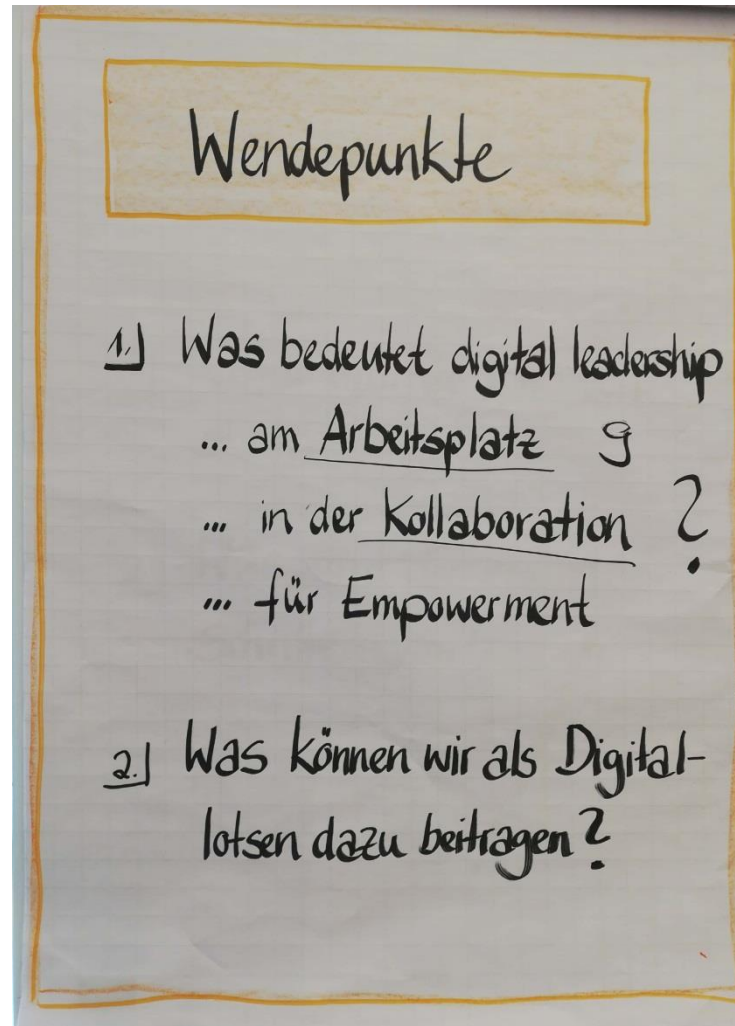 Wendepunkte
1.) Was bedeutet digital leadership
... am Arbeitsplatz
... in der Kollaboration ?
... für Empowerment
2.) Was können wir als Digital-
lotsen dazu beitragen?